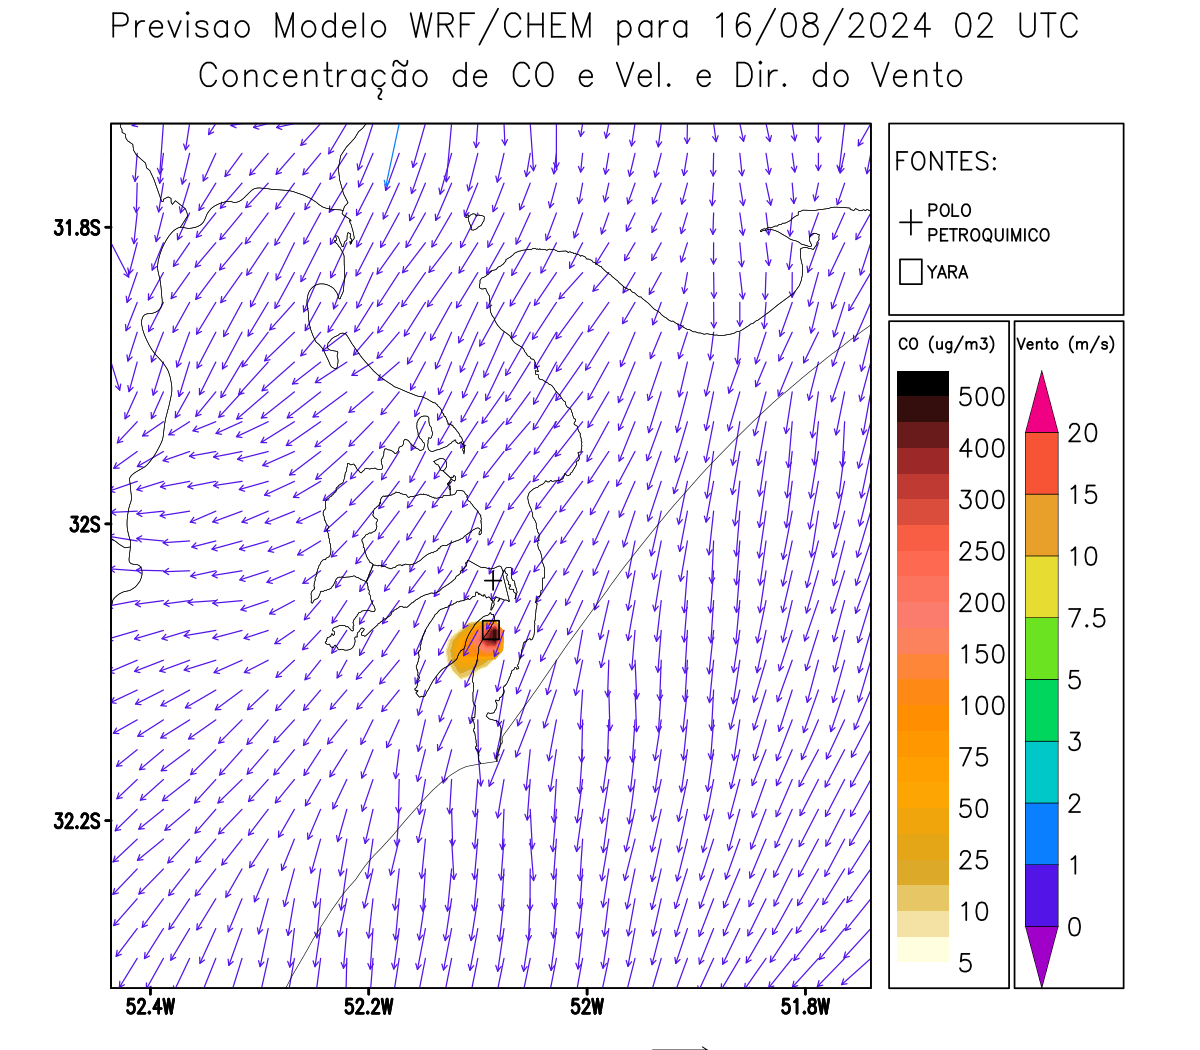 Previsao Modelo WRF/CHEM para 16/08/2024 02 UTC
Concentração de CO e Vel. e Dir. do Vento
FONTES:
POLO
PETROQUIMICO
YARA
CO (ug/m3)
500
400
300
250
200
150
100
75
50
25
10
5
Vento (m/s)
20
15
10
7.5
5
3
2
1
0
31.8S
32S
32.2S
52.4W
52.2W
52W
51.8W